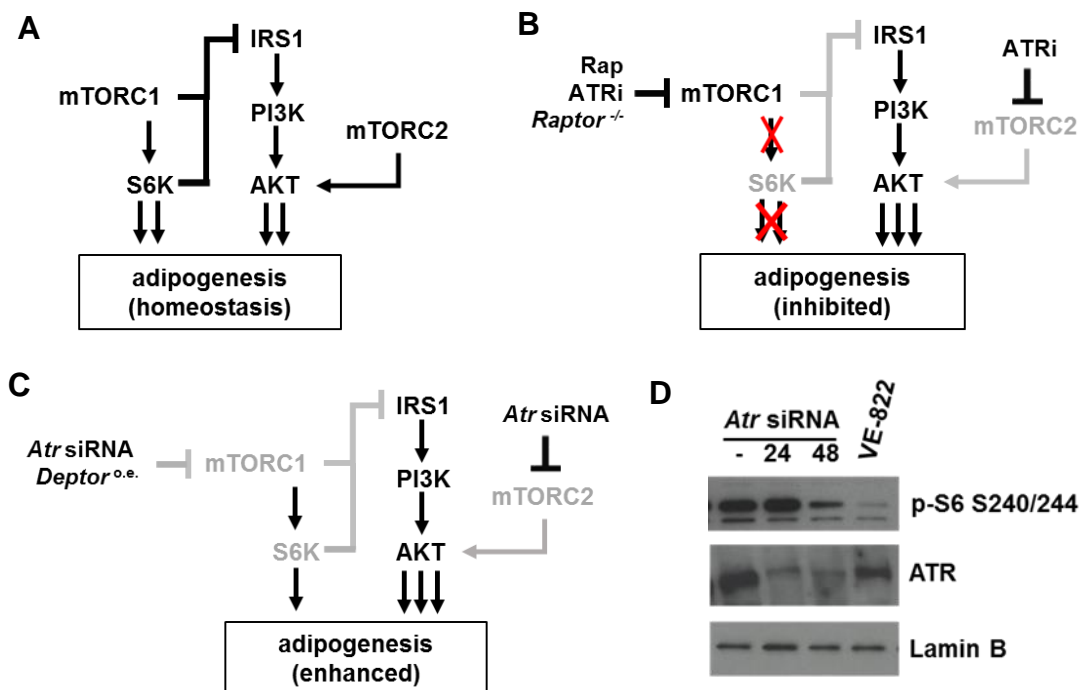 A
IRS1
mTORC1
PI3K
mTORC2
S6K
AKT
adipogenesis
(homeostasis)
B
IRS1
ATRi
Rap
ATRi
Raptor -/-
mTORC1
PI3K
mTORC2
S6K
AKT
adipogenesis
(inhibited)
C
IRS1
Atr siRNA
Atr siRNA
Deptor o.e.
mTORC1
PI3K
mTORC2
S6K
AKT
adipogenesis
(enhanced)
D
Atr siRNA
- 24 48
VE-822
p-S6 S240/244
ATR
Lamin B